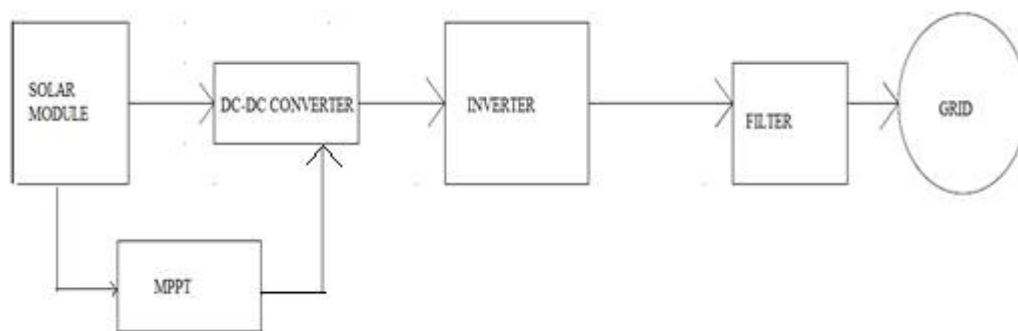 SOLAR
MODULE
DC-DC CONVERTER
INVERTER
FILTER
GRID
MPPT